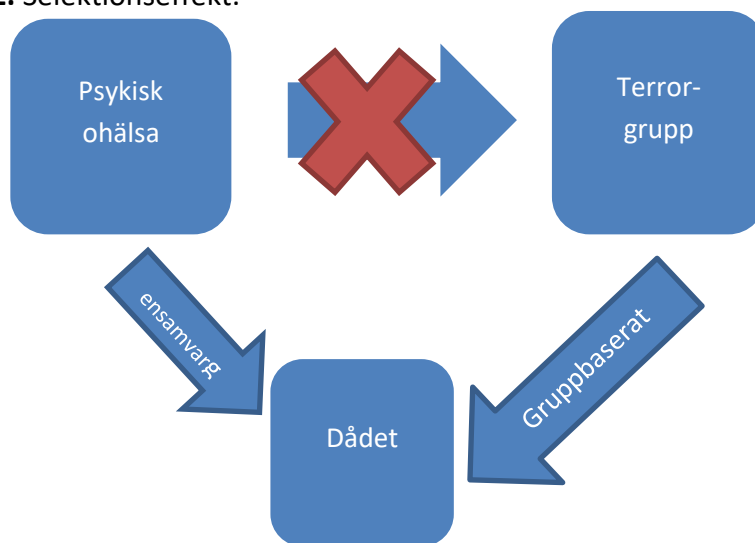 Selektionseffekt.
Psykisk
ohälsa
Terror-
grupp
ensamvarg
Gruppbaserat
Dådet